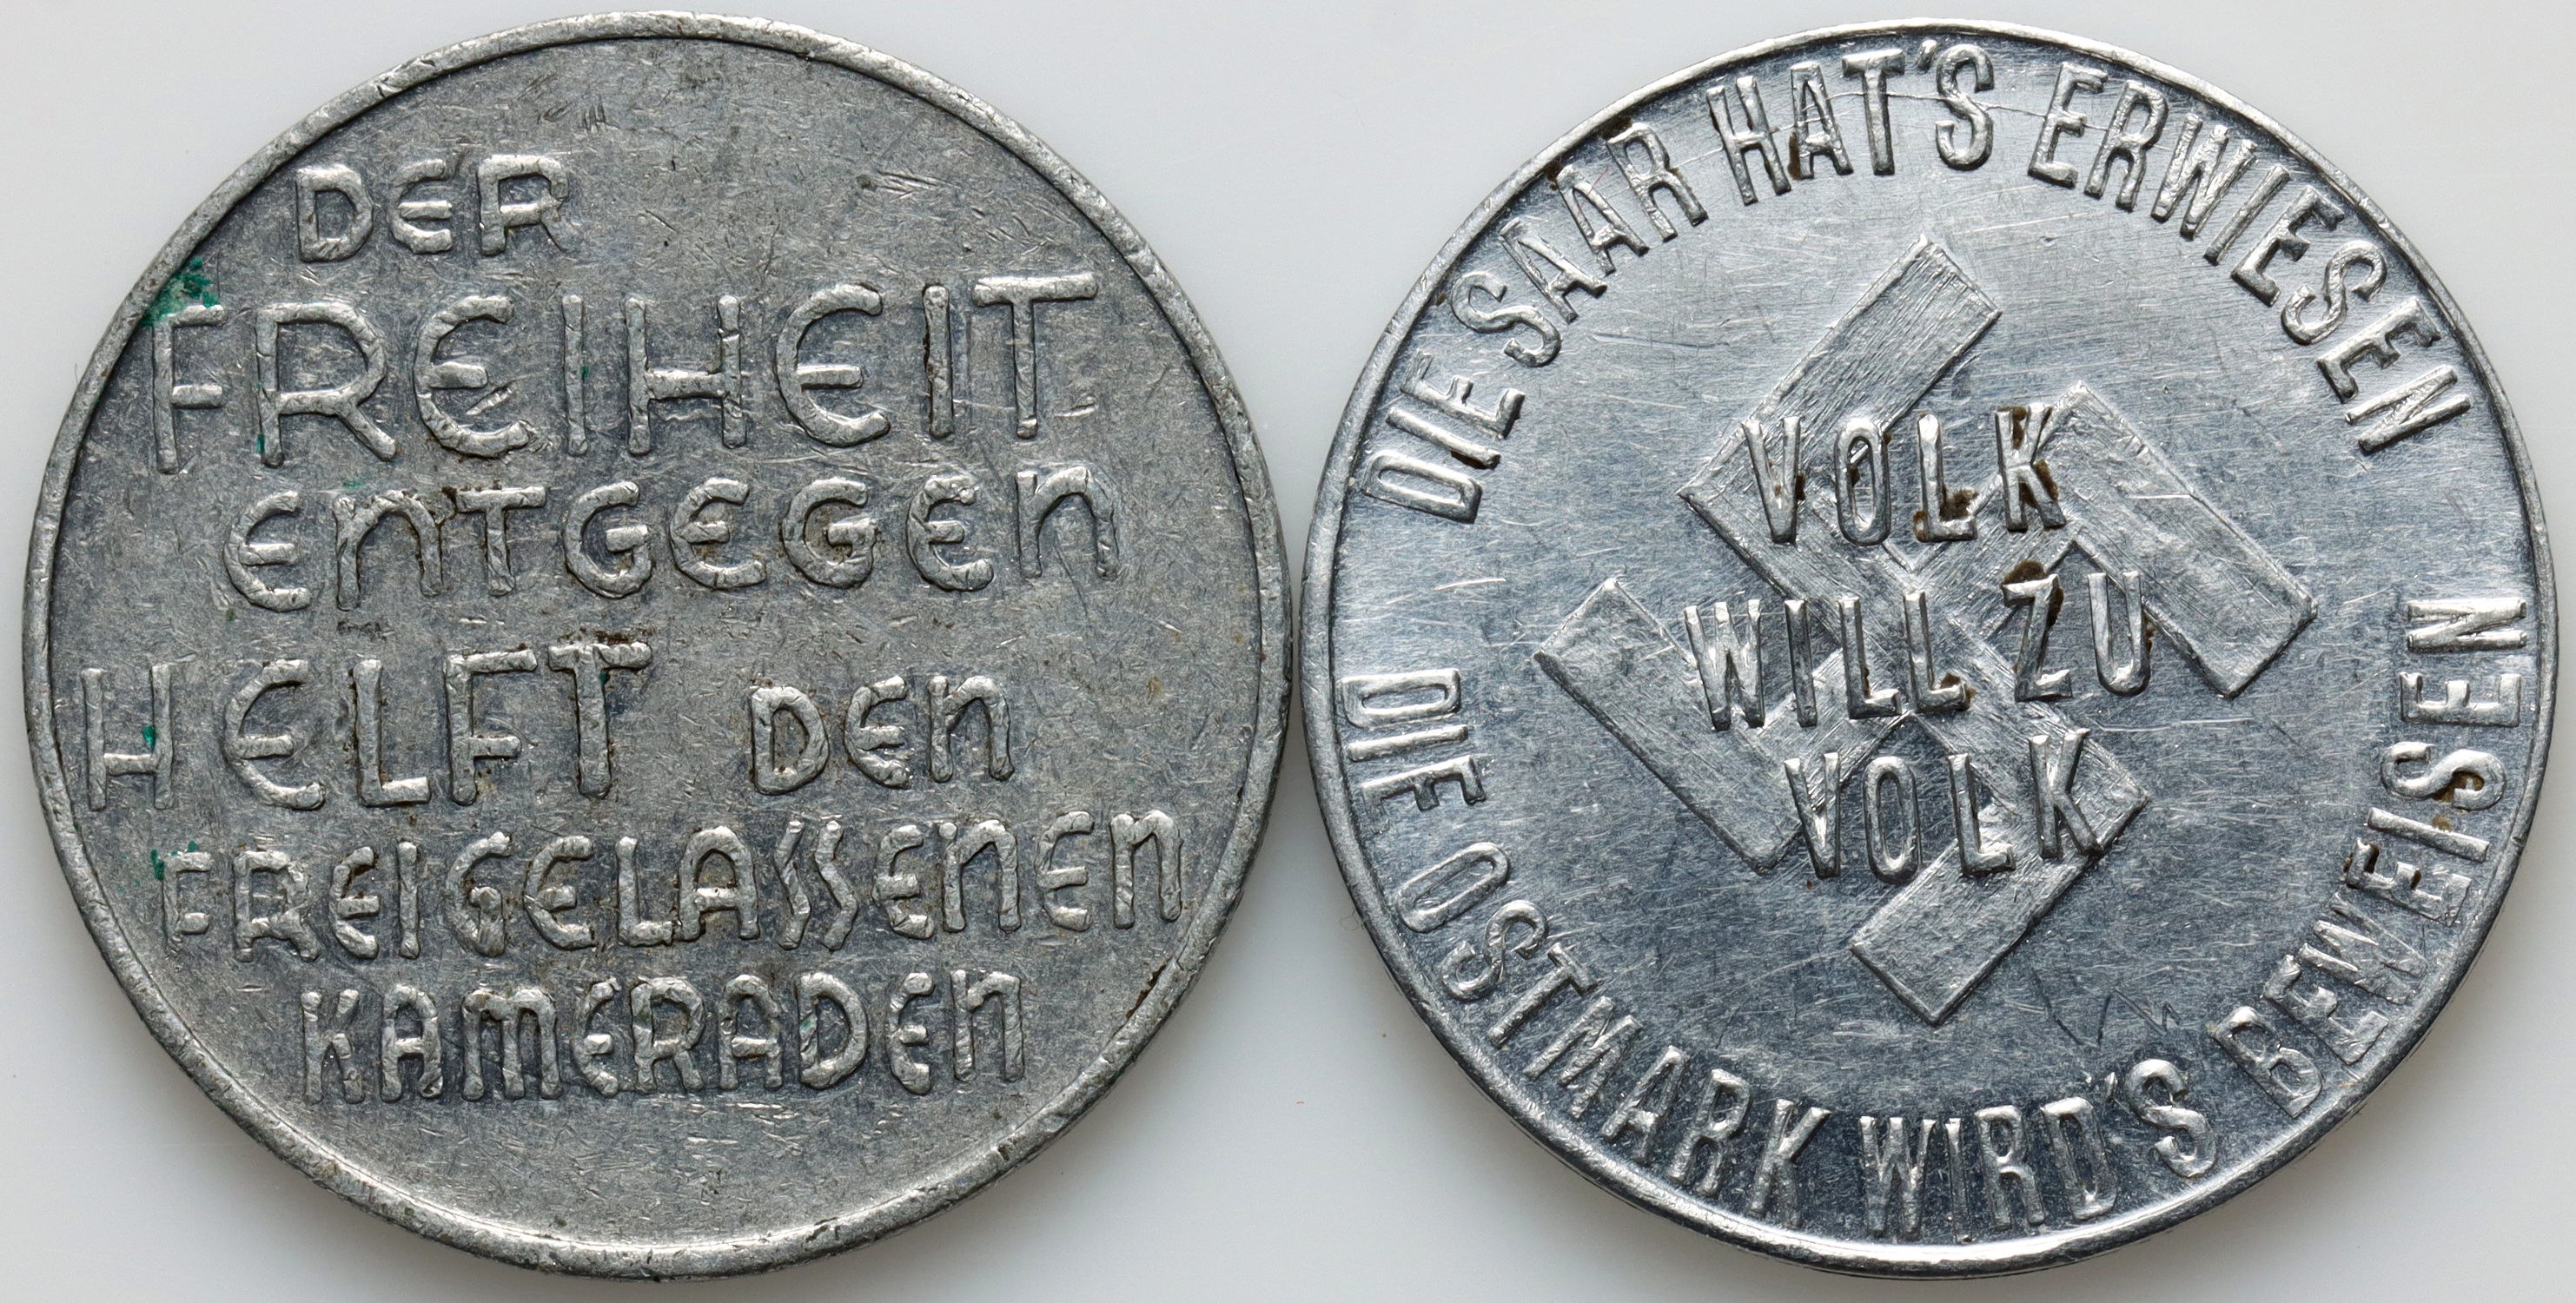 DER
FREIHEIT
ENTGEGEN
HELFT DEN
FREIGELASSENEN
KAMERADEN
DIE SAAR HAT'S ERWIESEN
VOLK
WILL ZU
VOLK
DIE OSTMARK WIRD'S BEWEISEN